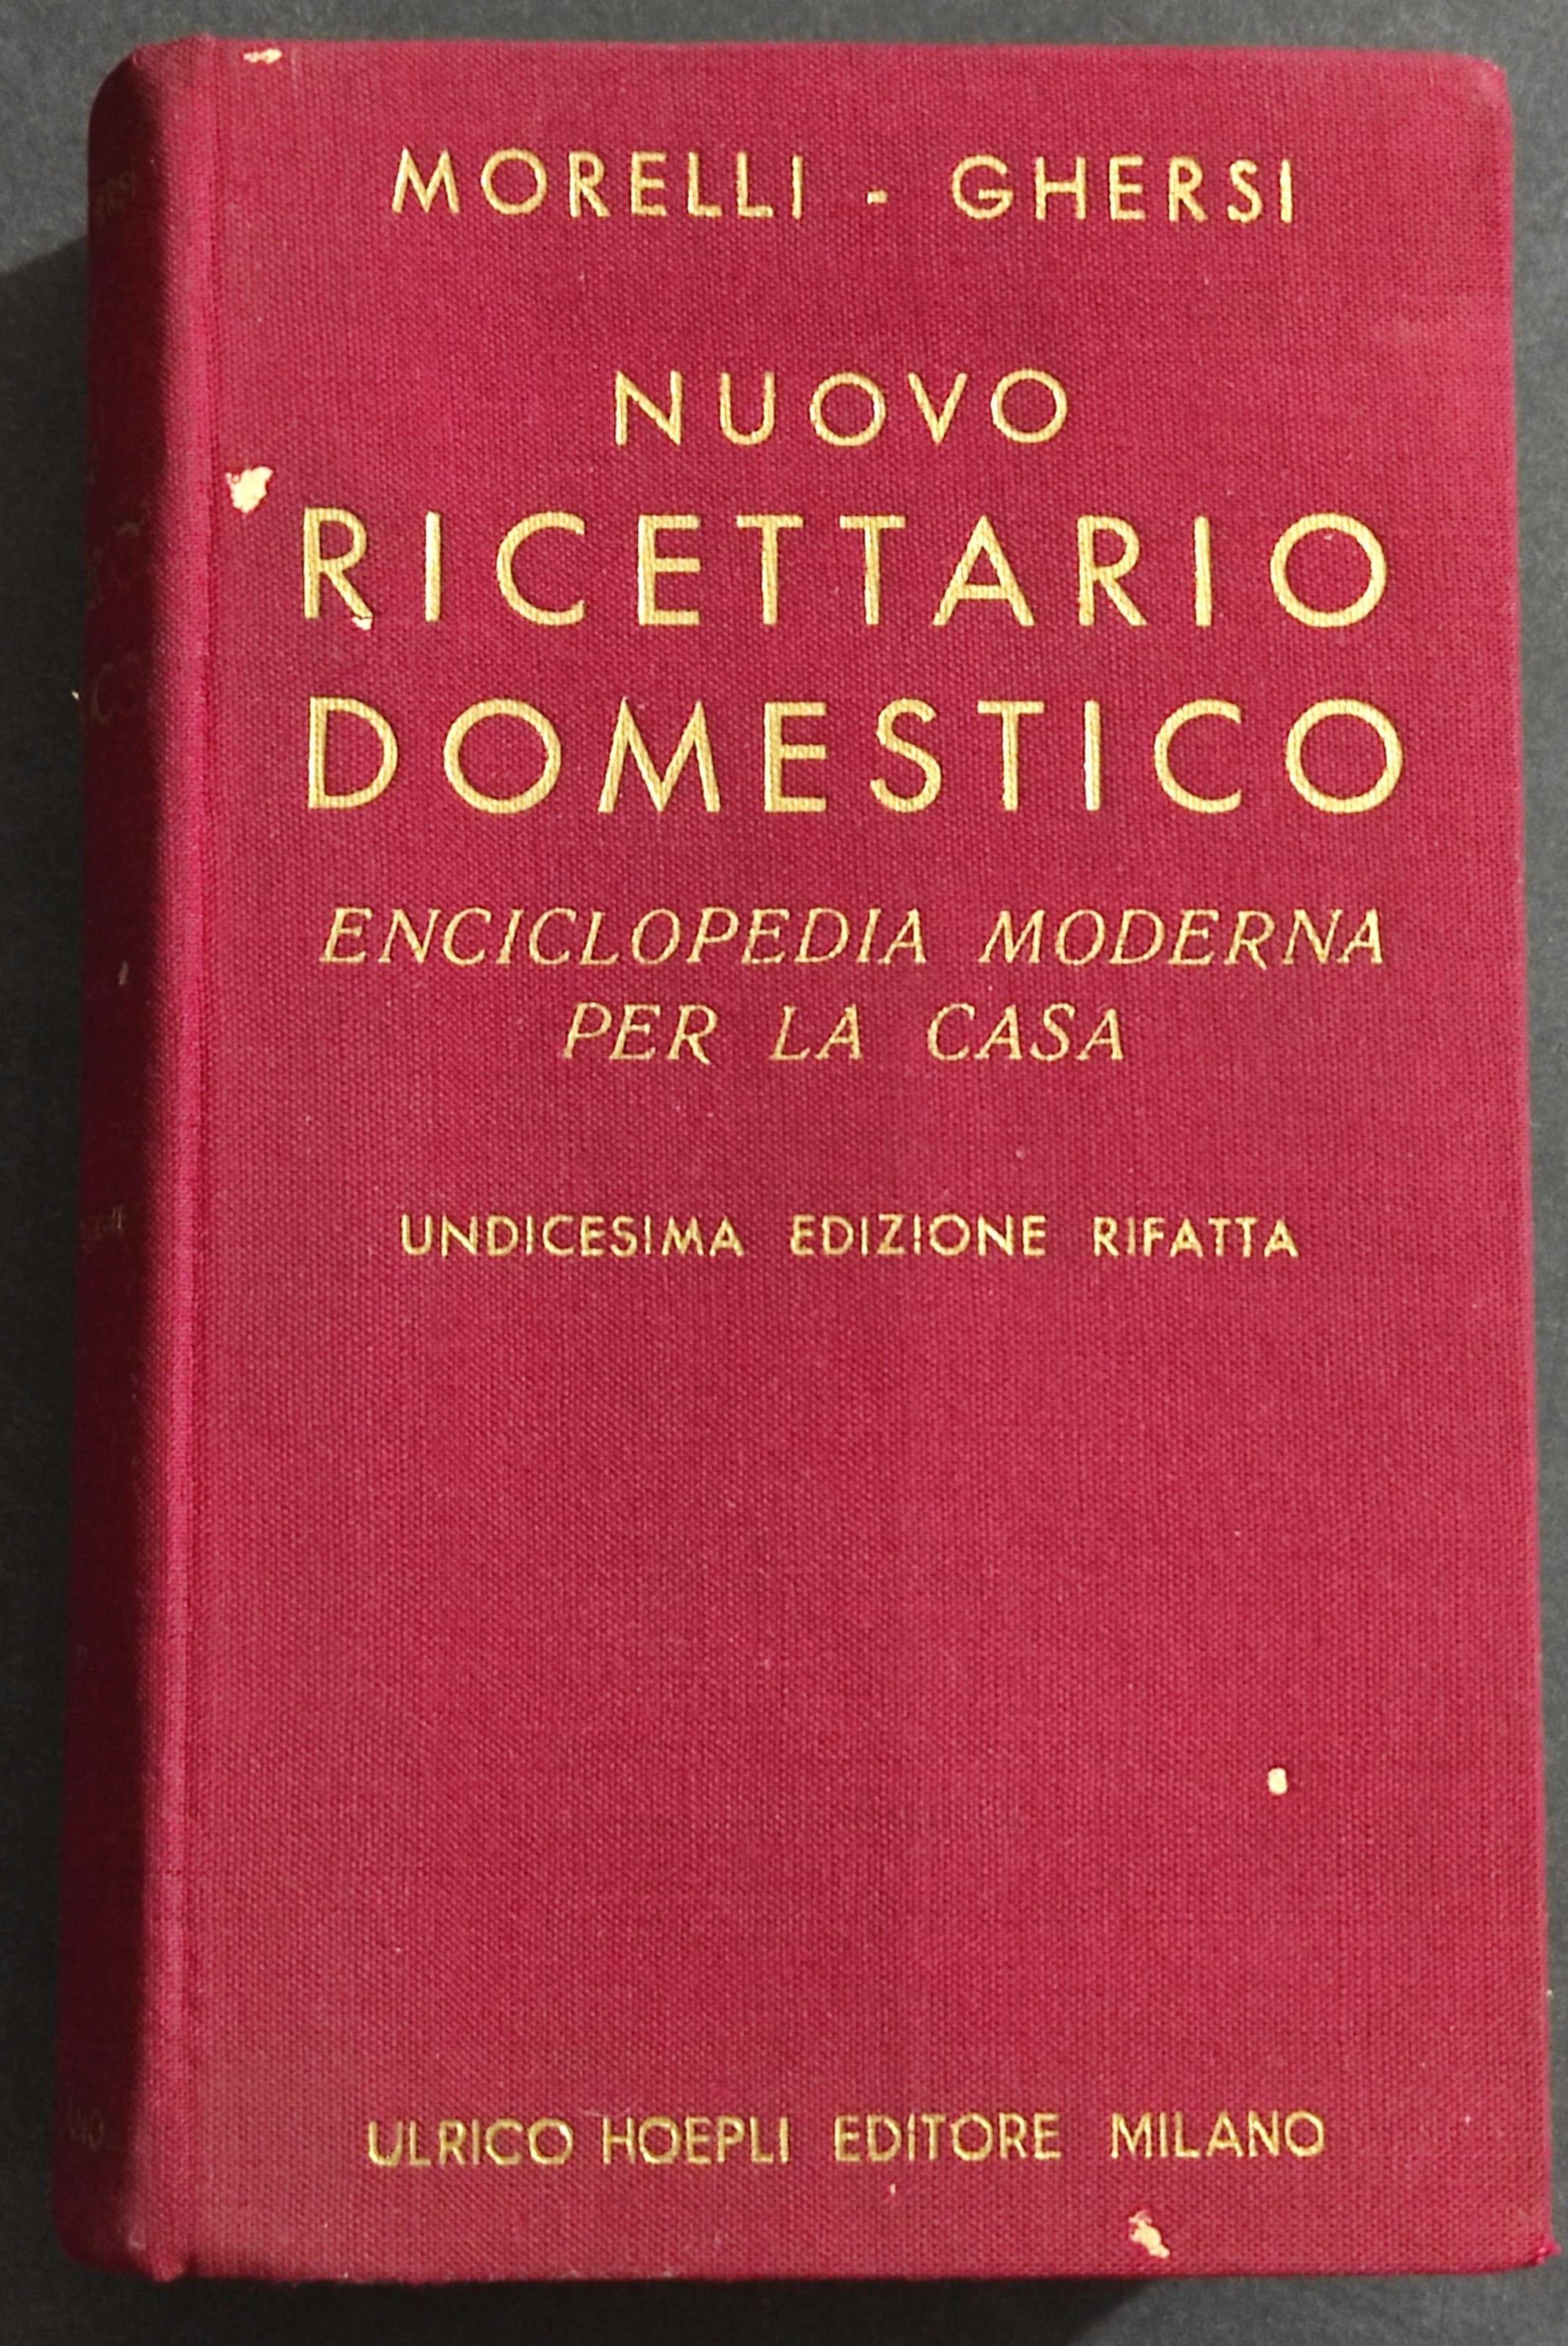 MORELLI - GHERSI
NUOVO
RICETTARIO
DOMESTICO
ENCICLOPEDIA MODERNA
PER LA CASA
UNDICESIMA EDIZIONE RIFATTA
ULRICO HOEPLI EDITORE MILANO